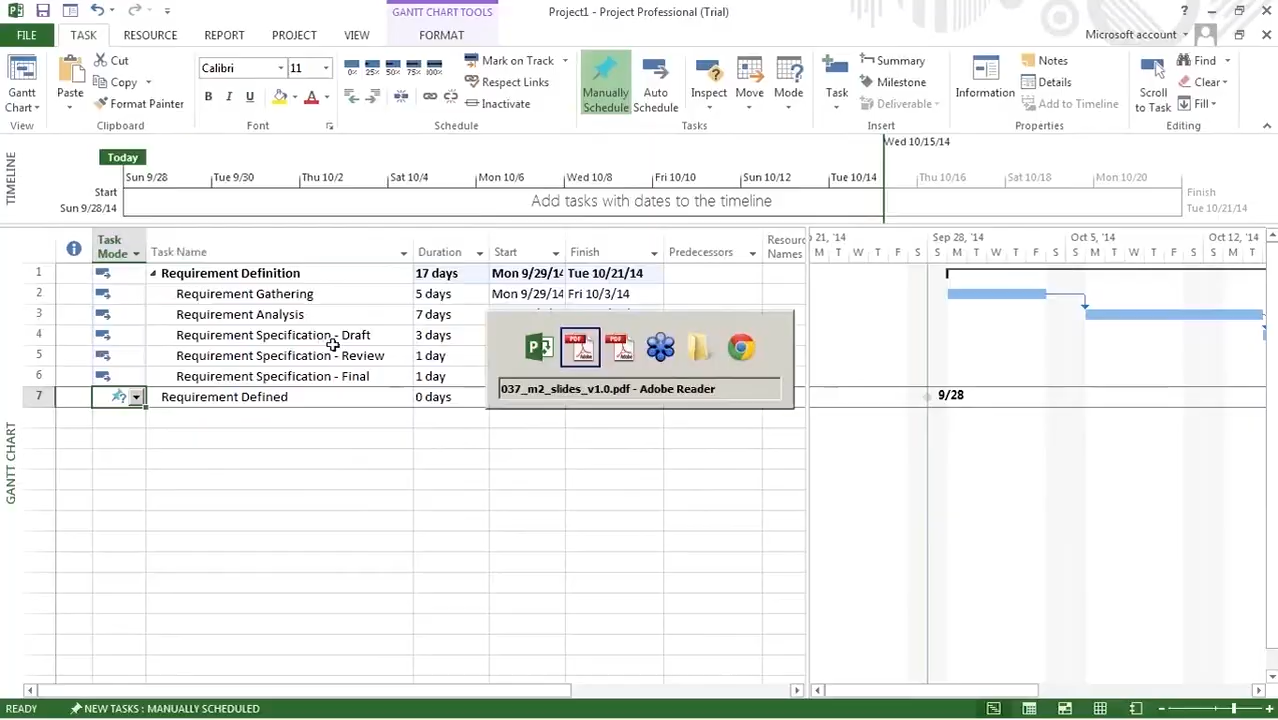 GANTT CHART TOOLS
Project1 - Project Professional (Trial)
FILE TASK RESOURCE REPORT PROJECT VIEW FORMAT
Microsoft account
Gantt Chart
View
Paste
Cut
Copy
Format Painter
Clipboard
Calibri 11
B I U A
Font
0% 25% 50% 75% 100%
Mark on Track
Respect Links
Inactivate
Schedule
Manually Schedule
Auto Schedule
Inspect
Move
Mode
Tasks
Task
Summary
Milestone
Deliverable
Insert
Information
Notes
Details
Add to Timeline
Properties
Scroll to Task
Find
Clear
Fill
Editing
TIMELINE
Today
Wed 10/15/14
Start
Sun 9/28/14
Sun 9/28 Tue 9/30 Thu 10/2 Sat 10/4 Mon 10/6 Wed 10/8 Fri 10/10 Sun 10/12 Tue 10/14 Thu 10/16 Sat 10/18 Mon 10/20
Add tasks with dates to the timeline
Finish
Tue 10/21/14
GANTT CHART
Task Mode Task Name Duration Start Finish Predecessors Resource Names
21, '14 Sep 28, '14 Oct 5, '14 Oct 12, '14
M T W T F S S M T W T F S S M T W T F S S M T
1 Requirement Definition 17 days Mon 9/29/14 Tue 10/21/14
2 Requirement Gathering 5 days Mon 9/29/14 Fri 10/3/14
3 Requirement Analysis 7 days
4 Requirement Specification - Draft 3 days
5 Requirement Specification - Review 1 day
6 Requirement Specification - Final 1 day
7 Requirement Defined 0 days
9/28
037_m2_slides_v1.0.pdf - Adobe Reader
READY NEW TASKS : MANUALLY SCHEDULED